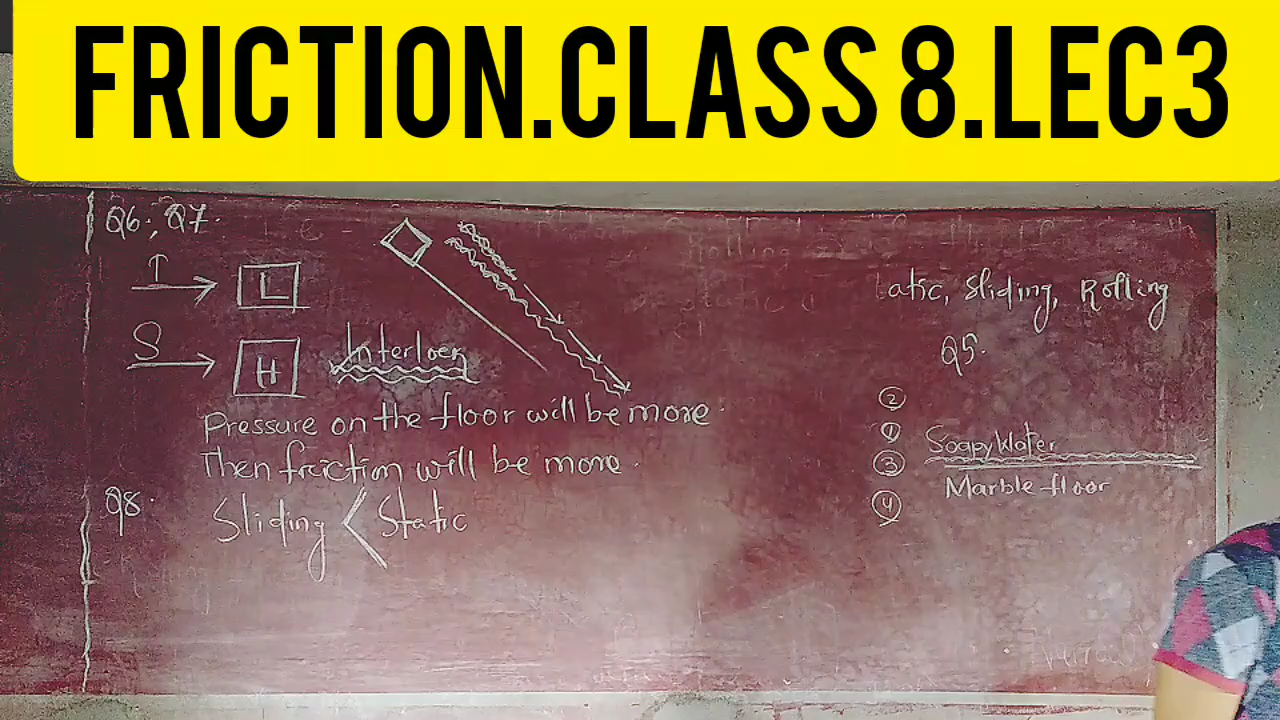 FRICTION.CLASS 8.LEC3
Q6; Q7.
I
L
S
H
Interlock
Pressure on the floor will be more.
Then friction will be more.
Q8.
Sliding < Static
Sliding, Rolling
Q5.
②
①
Soapy Water
③
Marble floor
④